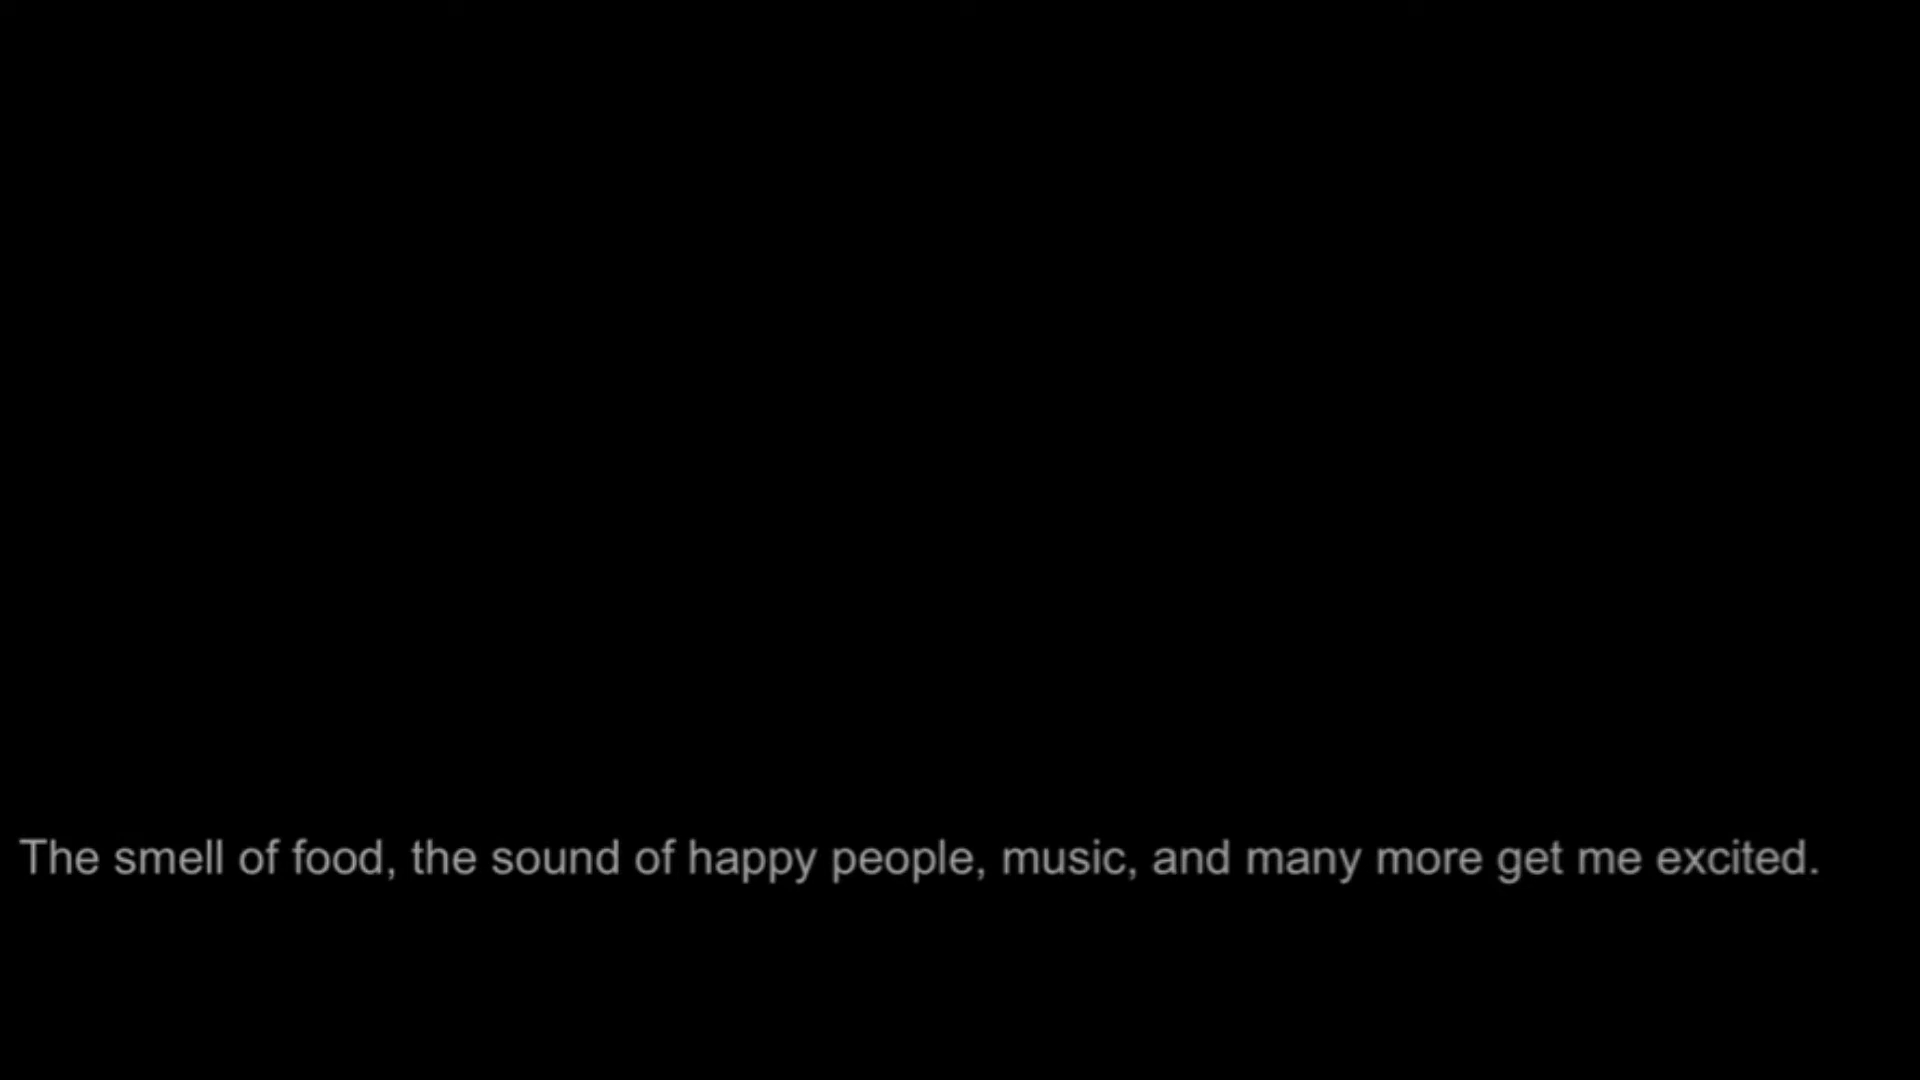 The smell of food, the sound of happy people, music, and many more get me excited.